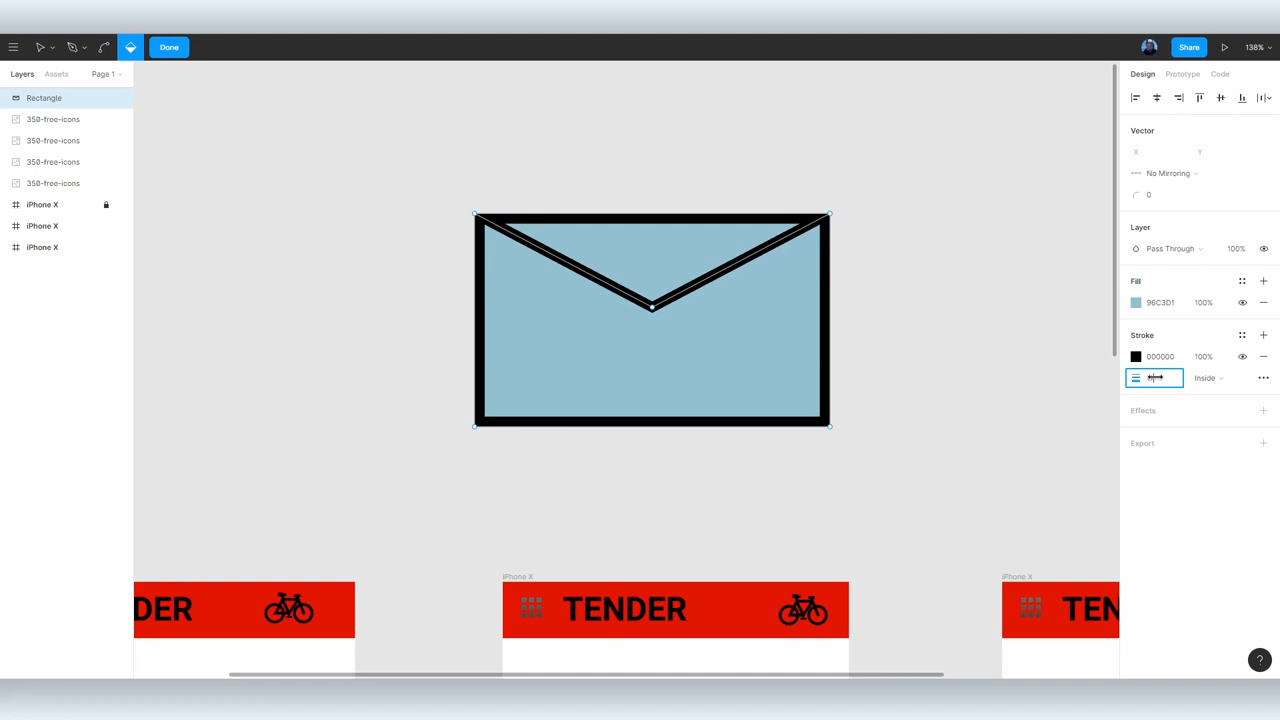 Done
Share
138%
Layers
Assets
Page 1
Rectangle
350-free-icons
350-free-icons
350-free-icons
350-free-icons
iPhone X
iPhone X
iPhone X
Design
Prototype
Code
Vector
X
Y
No Mirroring
0
Layer
Pass Through
100%
Fill
96C3D1
100%
Stroke
000000
100%
Inside
Effects
Export
iPhone X
iPhone X
DER
TENDER
TEN
?